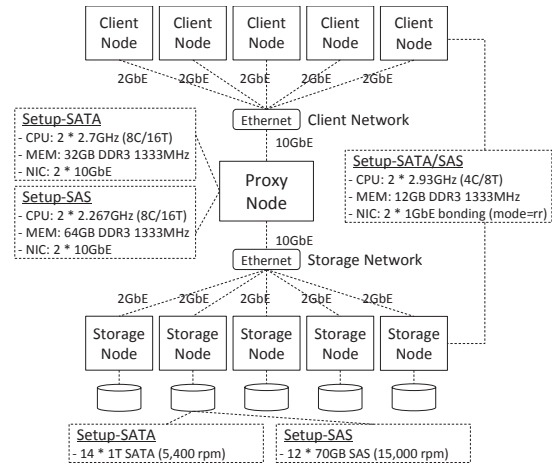 Client Node
Client Node
Client Node
Client Node
Client Node
2GbE
2GbE
2GbE
2GbE
2GbE
Ethernet
Client Network
10GbE
Setup-SATA
- CPU: 2 * 2.7GHz (8C/16T)
- MEM: 32GB DDR3 1333MHz
- NIC: 2 * 10GbE
Setup-SAS
- CPU: 2 * 2.267GHz (8C/16T)
- MEM: 64GB DDR3 1333MHz
- NIC: 2 * 10GbE
Proxy
Node
Setup-SATA/SAS
- CPU: 2 * 2.93GHz (4C/8T)
- MEM: 12GB DDR3 1333MHz
- NIC: 2 * 1GbE bonding (mode=rr)
10GbE
Ethernet
Storage Network
2GbE
2GbE
2GbE
2GbE
2GbE
Storage Node
Storage Node
Storage Node
Storage Node
Storage Node
Setup-SATA
- 14 * 1T SATA (5,400 rpm)
Setup-SAS
- 12 * 70GB SAS (15,000 rpm)